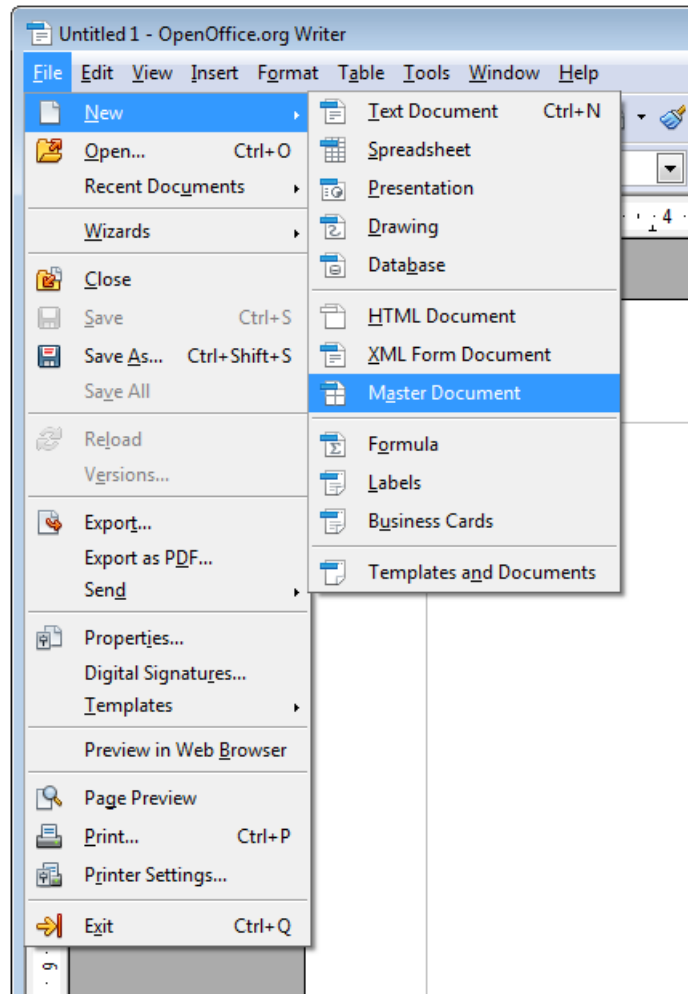 Untitled 1 - OpenOffice.org Writer
File Edit View Insert Format Table Tools Window Help
New
Open... Ctrl+O
Recent Documents
Wizards
Close
Save Ctrl+S
Save As... Ctrl+Shift+S
Save All
Reload
Versions...
Export...
Export as PDF...
Send
Properties...
Digital Signatures...
Templates
Preview in Web Browser
Page Preview
Print... Ctrl+P
Printer Settings...
Exit Ctrl+Q
Text Document Ctrl+N
Spreadsheet
Presentation
Drawing
Database
HTML Document
XML Form Document
Master Document
Formula
Labels
Business Cards
Templates and Documents
4
6